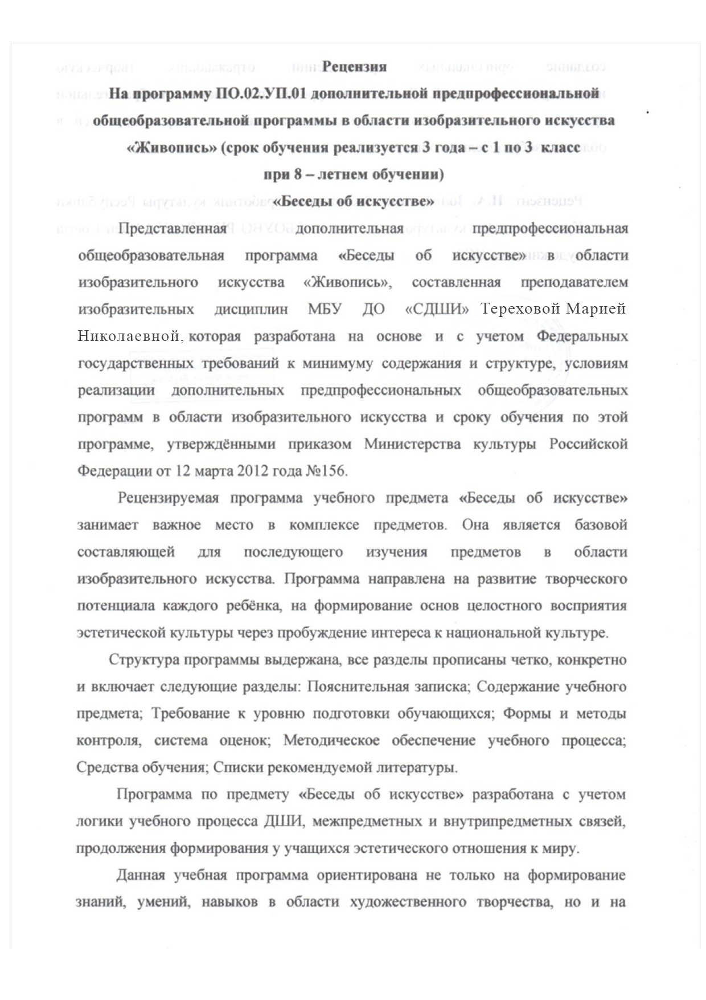 Рецензия
На программу ПО.02.УП.01 дополнительной предпрофессиональной
общеобразовательной программы в области изобразительного искусства
«Живопись» (срок обучения реализуется 3 года – с 1 по 3 класс
при 8 – летнем обучении)
«Беседы об искусстве»
Представленная дополнительная предпрофессиональная
общеобразовательная программа «Беседы об искусстве» в области
изобразительного искусства «Живопись», составленная преподавателем
изобразительных дисциплин МБУ ДО «СДШИ» Тереховой Марией
Николаевной, которая разработана на основе и с учетом Федеральных
государственных требований к минимуму содержания и структуре, условиям
реализации дополнительных предпрофессиональных общеобразовательных
программ в области изобразительного искусства и сроку обучения по этой
программе, утверждёнными приказом Министерства культуры Российской
Федерации от 12 марта 2012 года №156.
Рецензируемая программа учебного предмета «Беседы об искусстве»
занимает важное место в комплексе предметов. Она является базовой
составляющей для последующего изучения предметов в области
изобразительного искусства. Программа направлена на развитие творческого
потенциала каждого ребёнка, на формирование основ целостного восприятия
эстетической культуры через пробуждение интереса к национальной культуре.
Структура программы выдержана, все разделы прописаны четко, конкретно
и включает следующие разделы: Пояснительная записка; Содержание учебного
предмета; Требование к уровню подготовки обучающихся; Формы и методы
контроля, система оценок; Методическое обеспечение учебного процесса;
Средства обучения; Списки рекомендуемой литературы.
Программа по предмету «Беседы об искусстве» разработана с учетом
логики учебного процесса ДШИ, межпредметных и внутрипредметных связей,
продолжения формирования у учащихся эстетического отношения к миру.
Данная учебная программа ориентирована не только на формирование
знаний, умений, навыков в области художественного творчества, но и на